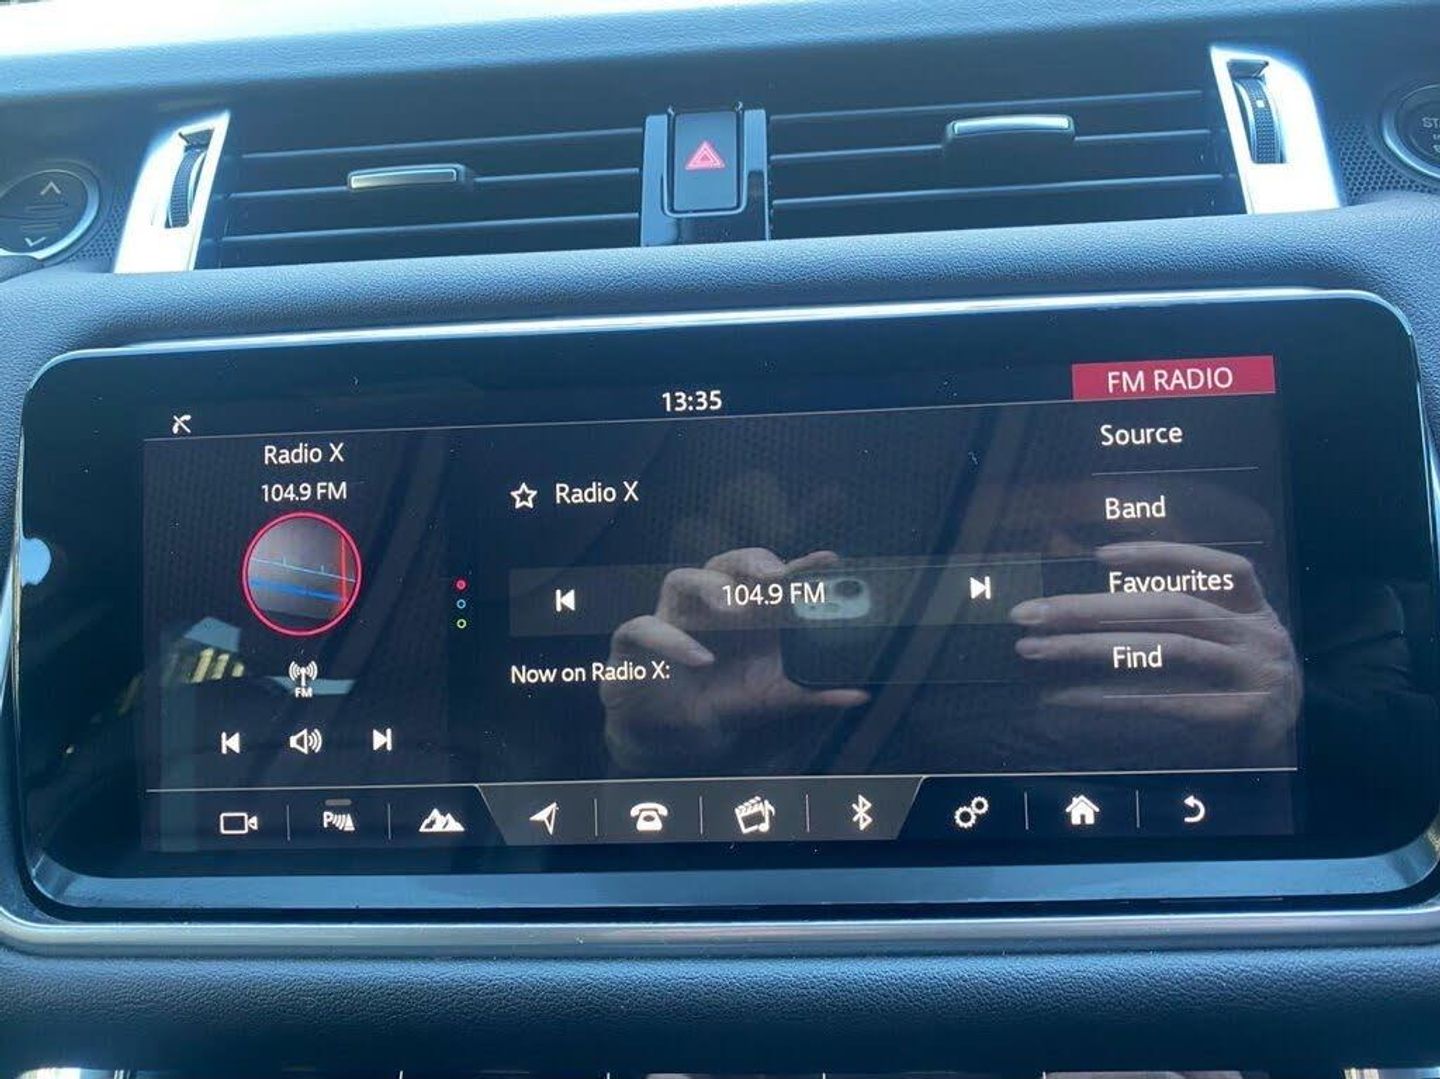 13:35
FM RADIO
Radio X
104.9 FM
FM
Radio X
104.9 FM
Now on Radio X:
Source
Band
Favourites
Find
P